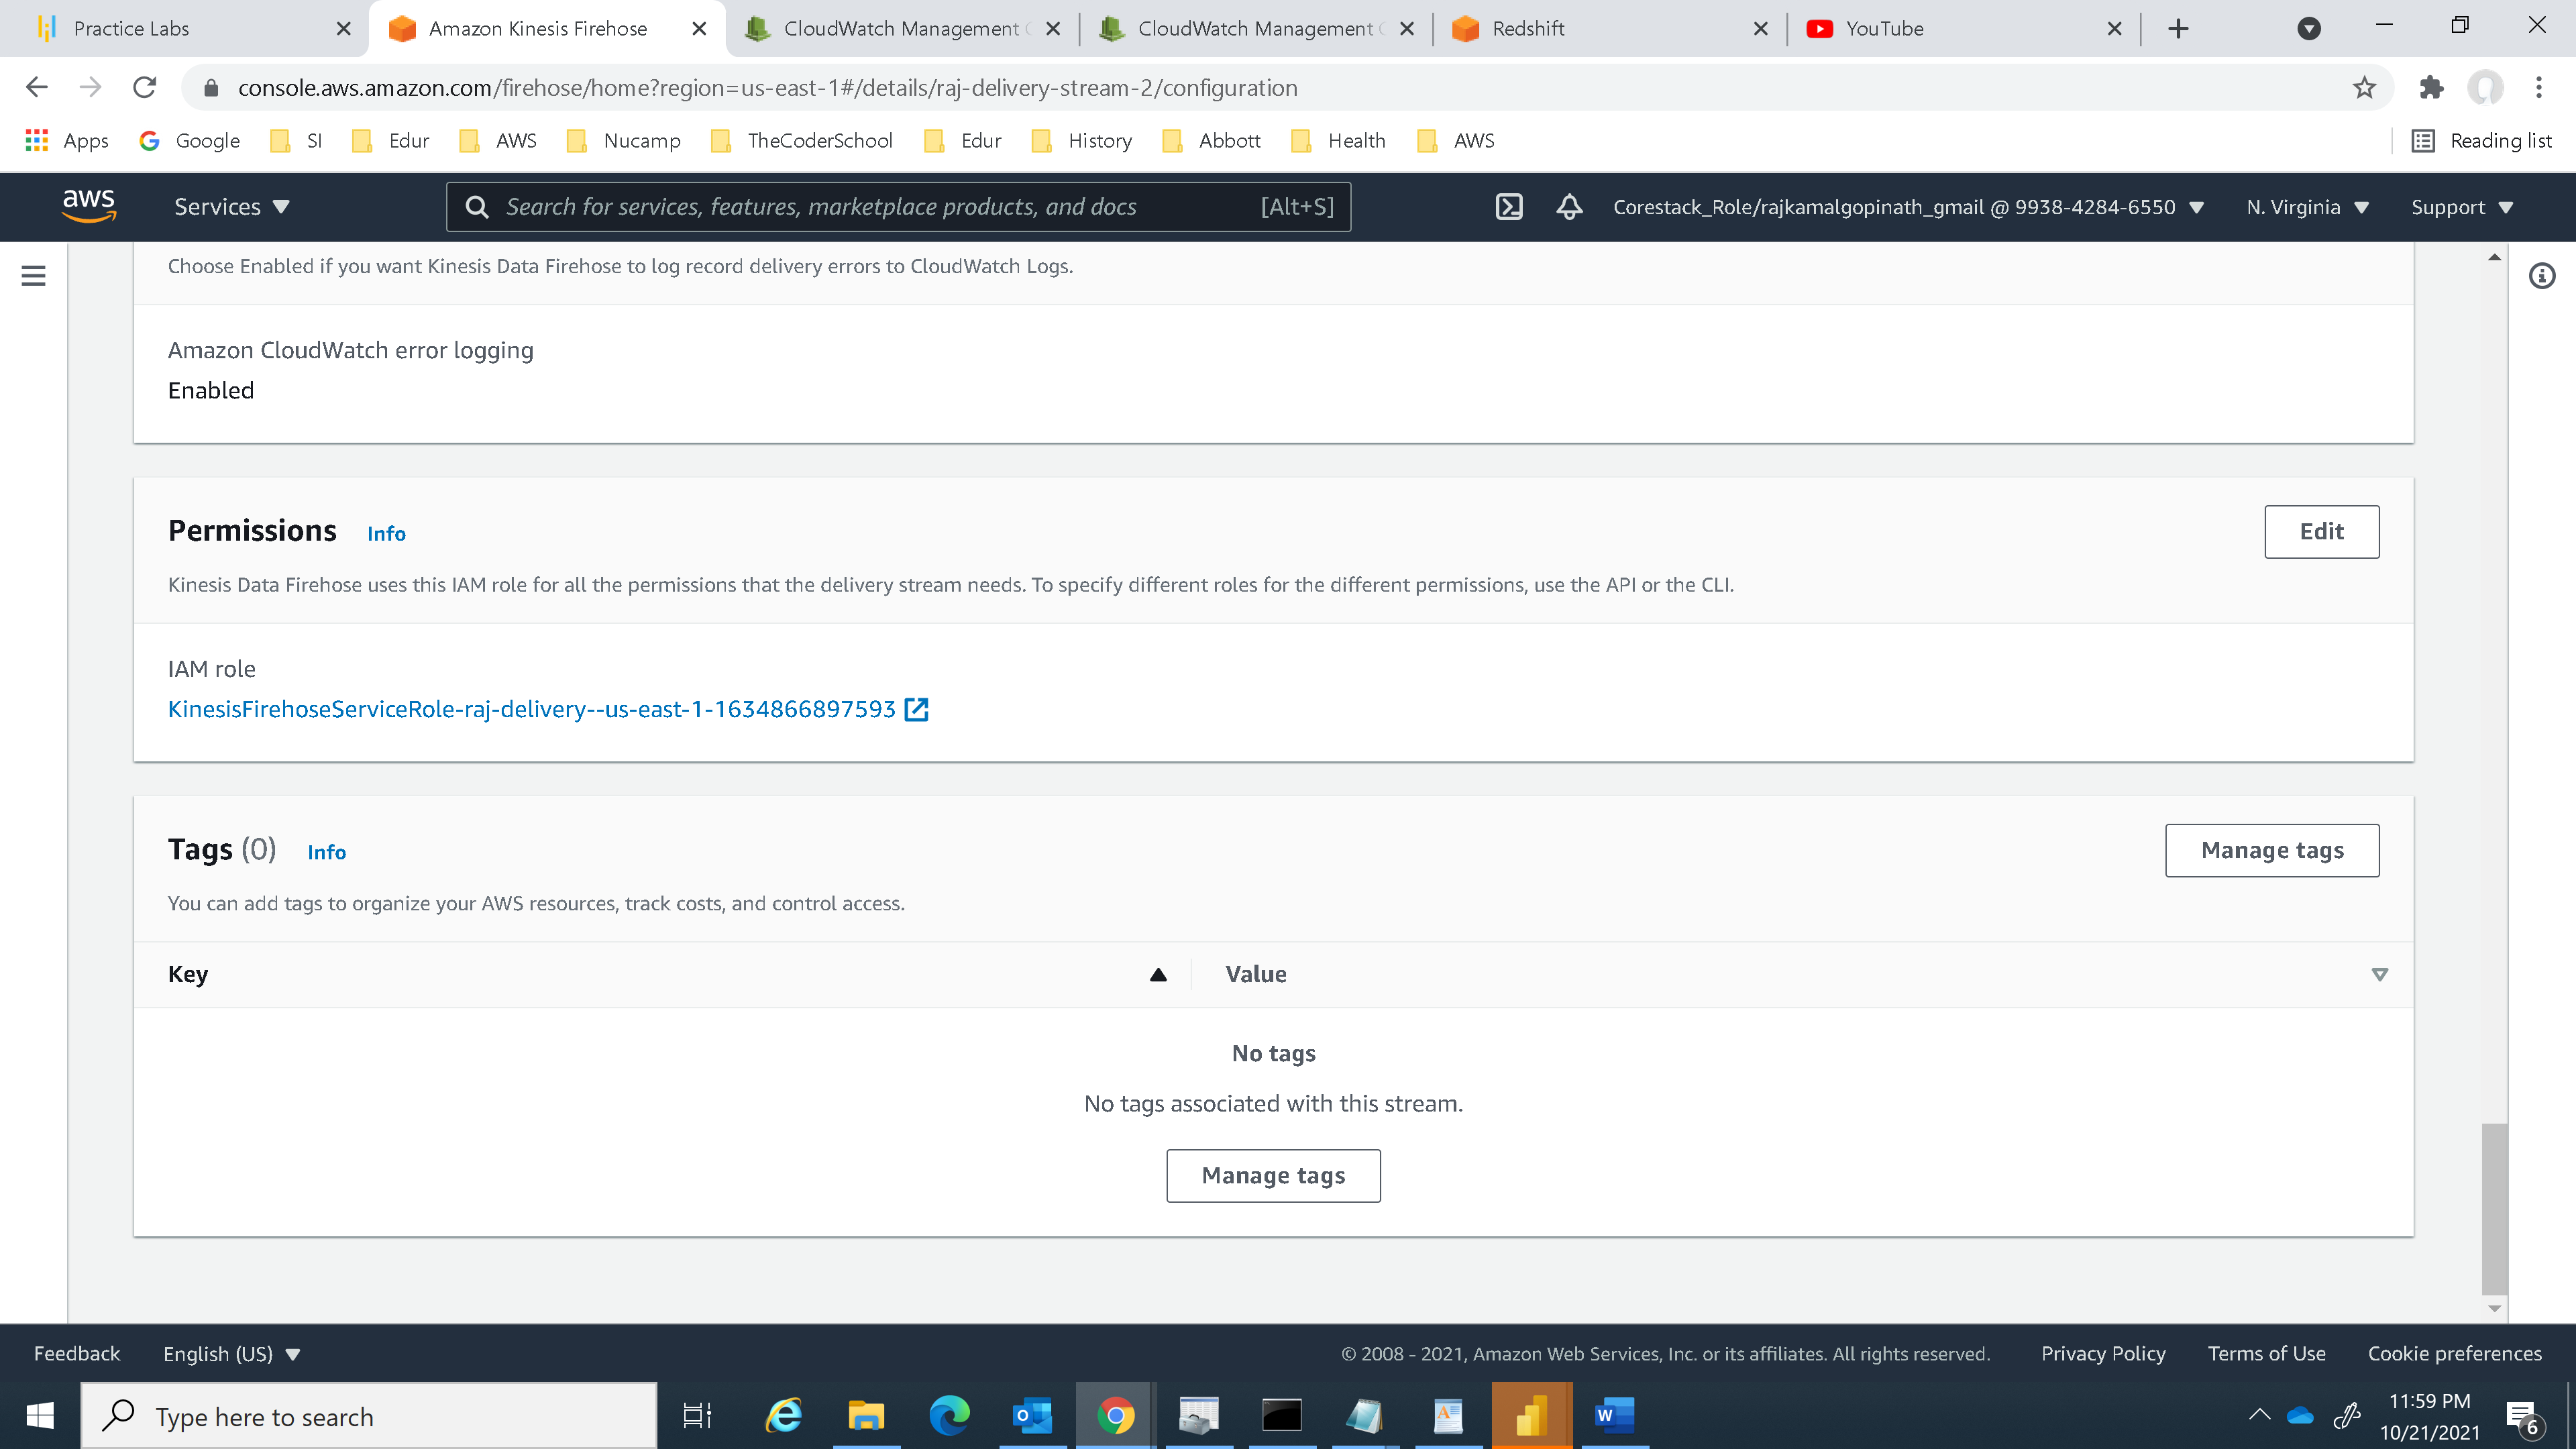 Practice Labs
Amazon Kinesis Firehose
CloudWatch Management
CloudWatch Management
Redshift
YouTube
console.aws.amazon.com/firehose/home?region=us-east-1#/details/raj-delivery-stream-2/configuration
Apps
Google
SI
Edur
AWS
Nucamp
TheCoderSchool
Edur
History
Abbott
Health
AWS
Reading list
aws
Services
Search for services, features, marketplace products, and docs
[Alt+S]
Corestack_Role/rajkamalgopinath_gmail @ 9938-4284-6550
N. Virginia
Support
Choose Enabled if you want Kinesis Data Firehose to log record delivery errors to CloudWatch Logs.
Amazon CloudWatch error logging
Enabled
Permissions Info
Edit
Kinesis Data Firehose uses this IAM role for all the permissions that the delivery stream needs. To specify different roles for the different permissions, use the API or the CLI.
IAM role
KinesisFirehoseServiceRole-raj-delivery--us-east-1-1634866897593
Tags (0) Info
Manage tags
You can add tags to organize your AWS resources, track costs, and control access.
Key
Value
No tags
No tags associated with this stream.
Manage tags
Feedback
English (US)
© 2008 - 2021, Amazon Web Services, Inc. or its affiliates. All rights reserved.
Privacy Policy
Terms of Use
Cookie preferences
Type here to search
11:59 PM
10/21/2021
6